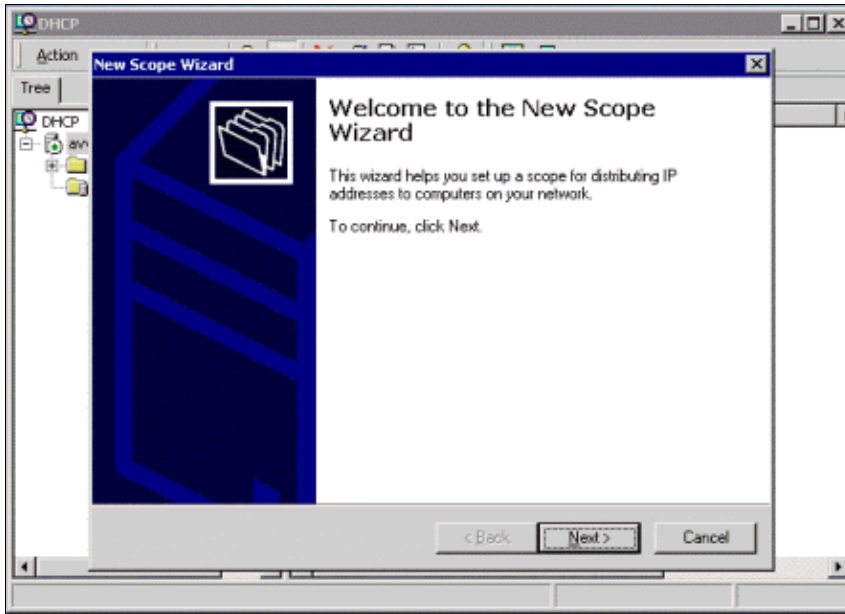 DHCP
Action
New Scope Wizard
Tree
DHCP
Welcome to the New Scope
Wizard
This wizard helps you set up a scope for distributing IP
addresses to computers on your network.
To continue, click Next.
< Back
Next >
Cancel